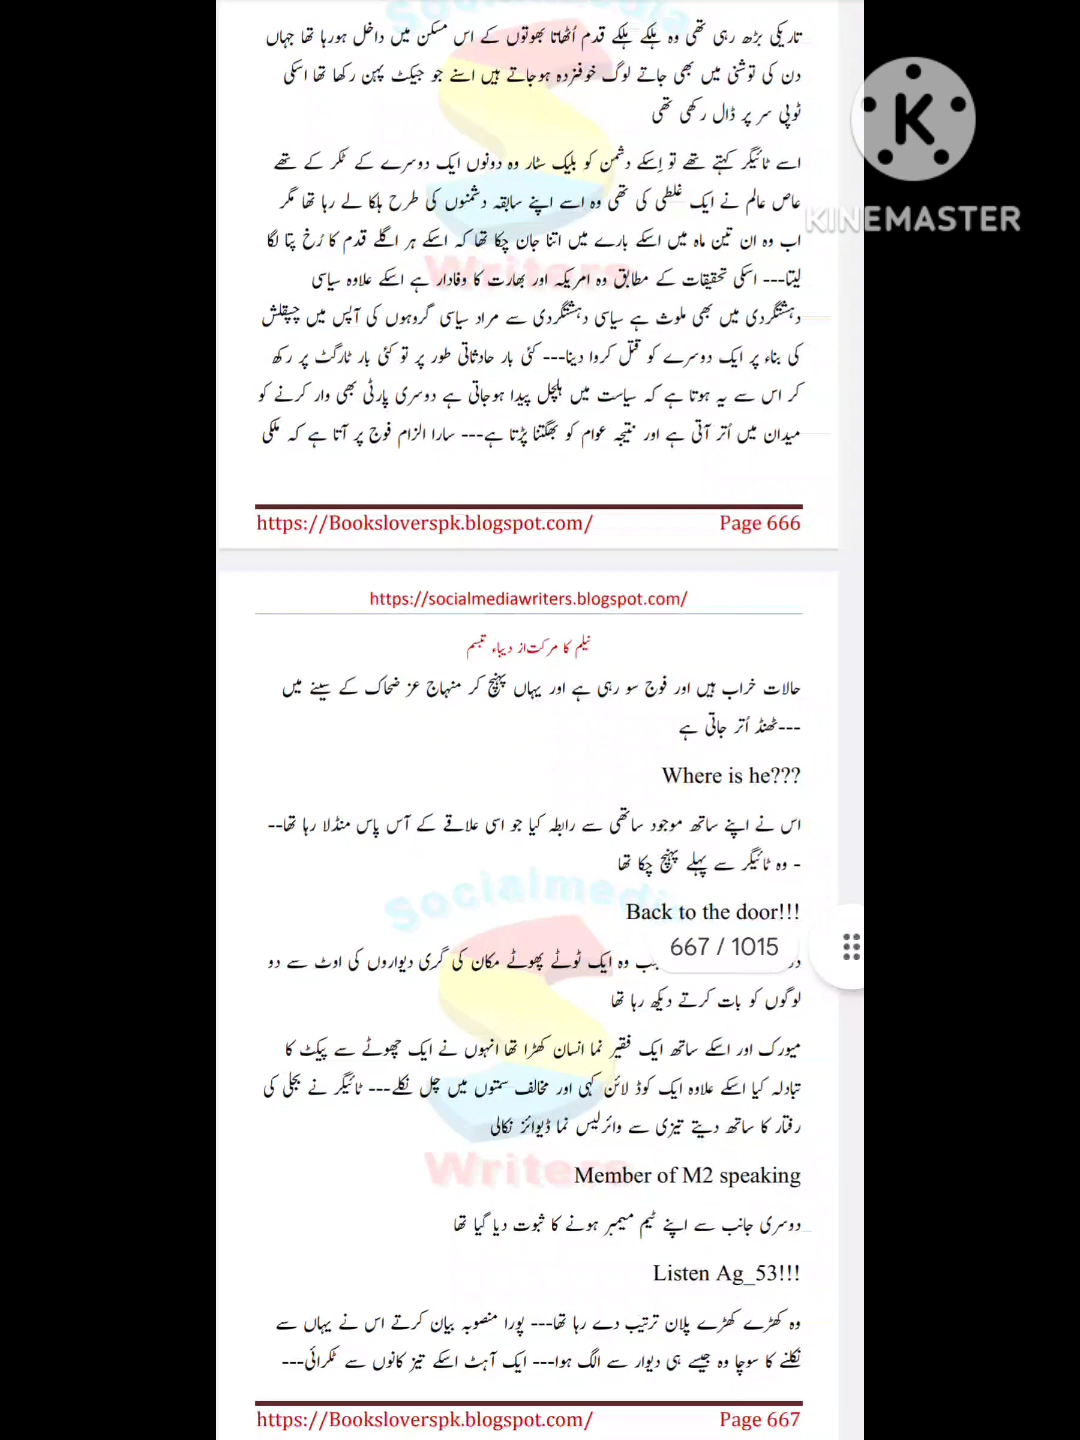 Socialmedia
تاریکی بڑھ رہی تھی وہ ہلکے ہلکے قدم اُٹھاتا بھوتوں کے اس مسکن میں داخل ہورہا تھا جہاں
دن کی توشنی میں بھی جاتے لوگ خوفزدہ ہوجاتے ہیں اسنے جو جیکٹ پہن رکھا تھا اسکی
ٹوپی سر پر ڈال رکھی تھی
KINEMASTER
اسے ٹائیگر کہتے تھے تو اِسکے دشمن کو بلیک سٹار وہ دونوں ایک دوسرے کے ٹکر کے تھے
عاص عالم نے ایک غلطی کی تھی وہ اسے اپنے سابقہ دشمنوں کی طرح ہلکا لے رہا تھا مگر
اب وہ ان تین ماہ میں اسکے بارے میں اتنا جان چکا تھا کہ اسکے ہر اگلے قدم کا رُخ پتا لگا
لیتا--- اسکی تحقیقات کے مطابق وہ امریکہ اور بھارت کا وفادار ہے اسکے علاوہ سیاسی
Writers
دہشتگردی میں بھی ملوث ہے سیاسی دہشتگردی سے مراد سیاسی گروہوں کی آپس میں چپقلش
کی بناء پر ایک دوسرے کو قتل کروا دینا--- کئی بار حادثاتی طور پر تو کئی بار ٹارگٹ پر رکھ
کر اس سے یہ ہوتا ہے کہ سیاست میں ہلچل پیدا ہوجاتی ہے دوسری پارٹی بھی وار کرنے کو
میدان میں اُتر آتی ہے اور نتیجہ عوام کو بھگتنا پڑتا ہے--- سارا الزام فوج پر آتا ہے کہ ملکی
https://Booksloverspk.blogspot.com/ Page 666
https://socialmediawriters.blogspot.com/
نیلم کا مرکت از دیباء تبسم
حالات خراب ہیں اور فوج سو رہی ہے اور یہاں پہنچ کر منہاج عز ضحاک کے سینے میں
ٹھنڈ اُتر جاتی ہے---
Where is he???
اس نے اپنے ساتھ موجود ساتھی سے رابطہ کیا جو اسی علاقے کے آس پاس منڈلا رہا تھا--
- وہ ٹائیگر سے پہلے پہنچ چکا تھا
Socialmedia
Back to the door!!!
667 / 1015
وہ ایک ٹوٹے پھوٹے مکان کی گری دیواروں کی اوٹ سے دو
لوگوں کو بات کرتے دیکھ رہا تھا
میورک اور اسکے ساتھ ایک فقیر نما انسان کھڑا تھا انہوں نے ایک چھوٹے سے پیکٹ کا
تبادلہ کیا اسکے علاوہ ایک کوڈ لائن کہی اور مخالف سمتوں میں چل نکلے--- ٹائیگر نے بجلی کی
رفتار کا ساتھ دیتے تیزی سے وائرلیس نما ڈیوائز نکالی
Writers
Member of M2 speaking
دوسری جانب سے اپنے ٹیم میمبر ہونے کا ثبوت دیا گیا تھا
Listen Ag_53!!!
وہ کھڑے کھڑے پلان ترتیب دے رہا تھا--- پورا منصوبہ بیان کرتے اس نے یہاں سے
نکلنے کا سوچا وہ جیسے ہی دیوار سے الگ ہوا--- ایک آہٹ اسکے تیز کانوں سے ٹکرائی---
https://Booksloverspk.blogspot.com/ Page 667